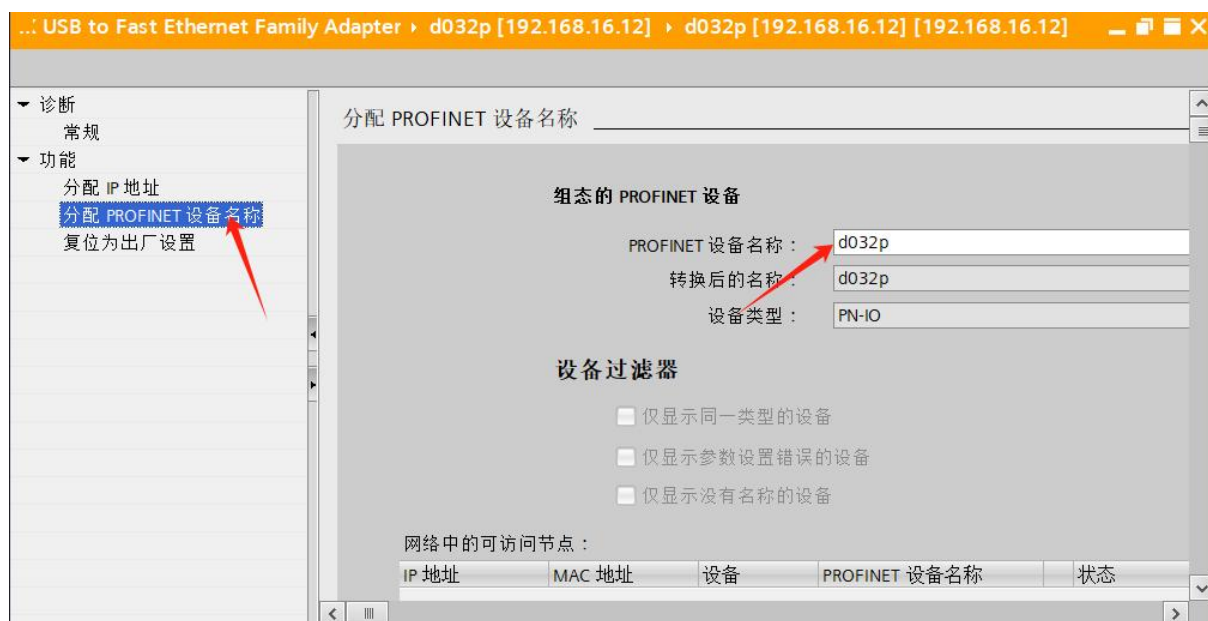 ...: USB to Fast Ethernet Family Adapter ▸ d032p [192.168.16.12] ▸ d032p [192.168.16.12] [192.168.16.12]
诊断
常规
功能
分配 IP 地址
分配 PROFINET 设备名称
复位为出厂设置
分配 PROFINET 设备名称
组态的 PROFINET 设备
PROFINET 设备名称： d032p
转换后的名称： d032p
设备类型： PN-IO
设备过滤器
仅显示同一类型的设备
仅显示参数设置错误的设备
仅显示没有名称的设备
网络中的可访问节点：
IP 地址 MAC 地址 设备 PROFINET 设备名称 状态